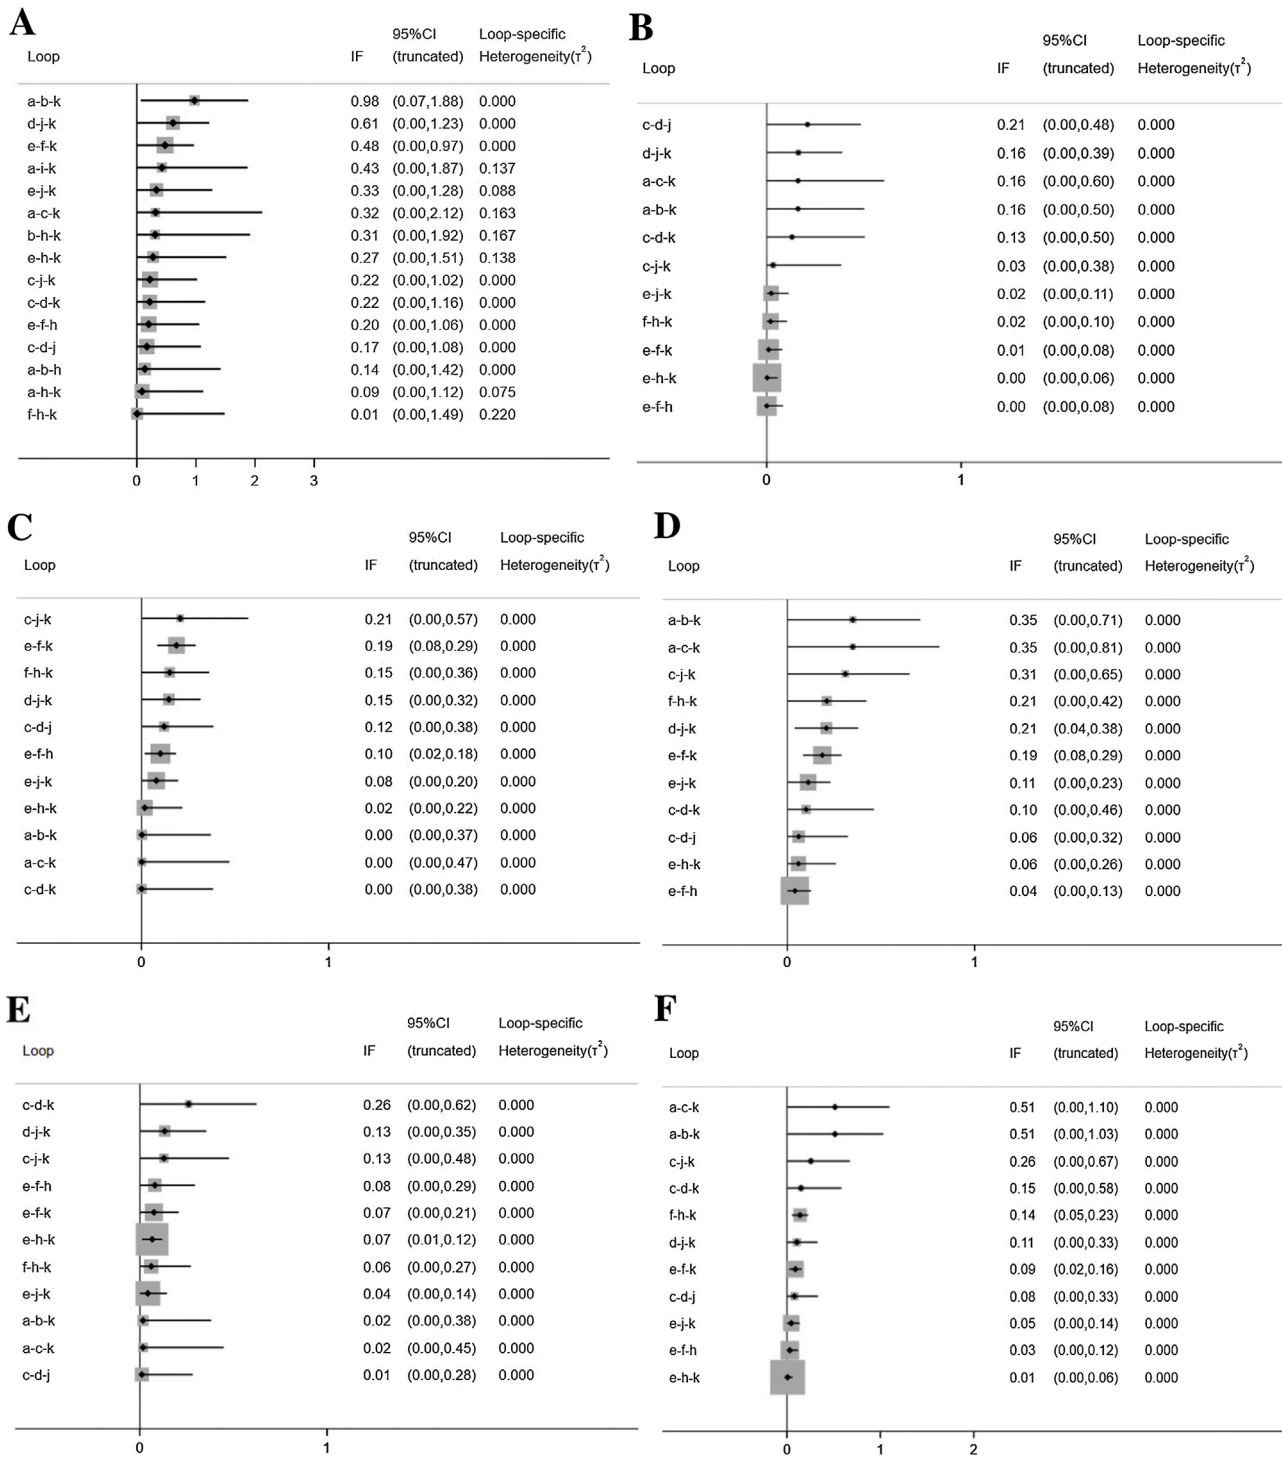 A
95%CI Loop-specific
Loop IF (truncated) Heterogeneity(τ²)
a-b-k 0.98 (0.07,1.88) 0.000
d-j-k 0.61 (0.00,1.23) 0.000
e-f-k 0.48 (0.00,0.97) 0.000
a-i-k 0.43 (0.00,1.87) 0.137
e-j-k 0.33 (0.00,1.28) 0.088
a-c-k 0.32 (0.00,2.12) 0.163
b-h-k 0.31 (0.00,1.92) 0.167
e-h-k 0.27 (0.00,1.51) 0.138
c-j-k 0.22 (0.00,1.02) 0.000
c-d-k 0.22 (0.00,1.16) 0.000
e-f-h 0.20 (0.00,1.06) 0.000
c-d-j 0.17 (0.00,1.08) 0.000
a-b-h 0.14 (0.00,1.42) 0.000
a-h-k 0.09 (0.00,1.12) 0.075
f-h-k 0.01 (0.00,1.49) 0.220
0 1 2 3
B
95%CI Loop-specific
Loop IF (truncated) Heterogeneity(τ²)
c-d-j 0.21 (0.00,0.48) 0.000
d-j-k 0.16 (0.00,0.39) 0.000
a-c-k 0.16 (0.00,0.60) 0.000
a-b-k 0.16 (0.00,0.50) 0.000
c-d-k 0.13 (0.00,0.50) 0.000
c-j-k 0.03 (0.00,0.38) 0.000
e-j-k 0.02 (0.00,0.11) 0.000
f-h-k 0.02 (0.00,0.10) 0.000
e-f-k 0.01 (0.00,0.08) 0.000
e-h-k 0.00 (0.00,0.06) 0.000
e-f-h 0.00 (0.00,0.08) 0.000
0 1
C
95%CI Loop-specific
Loop IF (truncated) Heterogeneity(τ²)
c-j-k 0.21 (0.00,0.57) 0.000
e-f-k 0.19 (0.08,0.29) 0.000
f-h-k 0.15 (0.00,0.36) 0.000
d-j-k 0.15 (0.00,0.32) 0.000
c-d-j 0.12 (0.00,0.38) 0.000
e-f-h 0.10 (0.02,0.18) 0.000
e-j-k 0.08 (0.00,0.20) 0.000
e-h-k 0.02 (0.00,0.22) 0.000
a-b-k 0.00 (0.00,0.37) 0.000
a-c-k 0.00 (0.00,0.47) 0.000
c-d-k 0.00 (0.00,0.38) 0.000
0 1
D
95%CI Loop-specific
Loop IF (truncated) Heterogeneity(τ²)
a-b-k 0.35 (0.00,0.71) 0.000
a-c-k 0.35 (0.00,0.81) 0.000
c-j-k 0.31 (0.00,0.65) 0.000
f-h-k 0.21 (0.00,0.42) 0.000
d-j-k 0.21 (0.04,0.38) 0.000
e-f-k 0.19 (0.08,0.29) 0.000
e-j-k 0.11 (0.00,0.23) 0.000
c-d-k 0.10 (0.00,0.46) 0.000
c-d-j 0.06 (0.00,0.32) 0.000
e-h-k 0.06 (0.00,0.26) 0.000
e-f-h 0.04 (0.00,0.13) 0.000
0 1
E
95%CI Loop-specific
Loop IF (truncated) Heterogeneity(τ²)
c-d-k 0.26 (0.00,0.62) 0.000
d-j-k 0.13 (0.00,0.35) 0.000
c-j-k 0.13 (0.00,0.48) 0.000
e-f-h 0.08 (0.00,0.29) 0.000
e-f-k 0.07 (0.00,0.21) 0.000
e-h-k 0.07 (0.01,0.12) 0.000
f-h-k 0.06 (0.00,0.27) 0.000
e-j-k 0.04 (0.00,0.14) 0.000
a-b-k 0.02 (0.00,0.38) 0.000
a-c-k 0.02 (0.00,0.45) 0.000
c-d-j 0.01 (0.00,0.28) 0.000
0 1
F
95%CI Loop-specific
Loop IF (truncated) Heterogeneity(τ²)
a-c-k 0.51 (0.00,1.10) 0.000
a-b-k 0.51 (0.00,1.03) 0.000
c-j-k 0.26 (0.00,0.67) 0.000
c-d-k 0.15 (0.00,0.58) 0.000
f-h-k 0.14 (0.05,0.23) 0.000
d-j-k 0.11 (0.00,0.33) 0.000
e-f-k 0.09 (0.02,0.16) 0.000
c-d-j 0.08 (0.00,0.33) 0.000
e-j-k 0.05 (0.00,0.14) 0.000
e-f-h 0.03 (0.00,0.12) 0.000
e-h-k 0.01 (0.00,0.06) 0.000
0 1 2